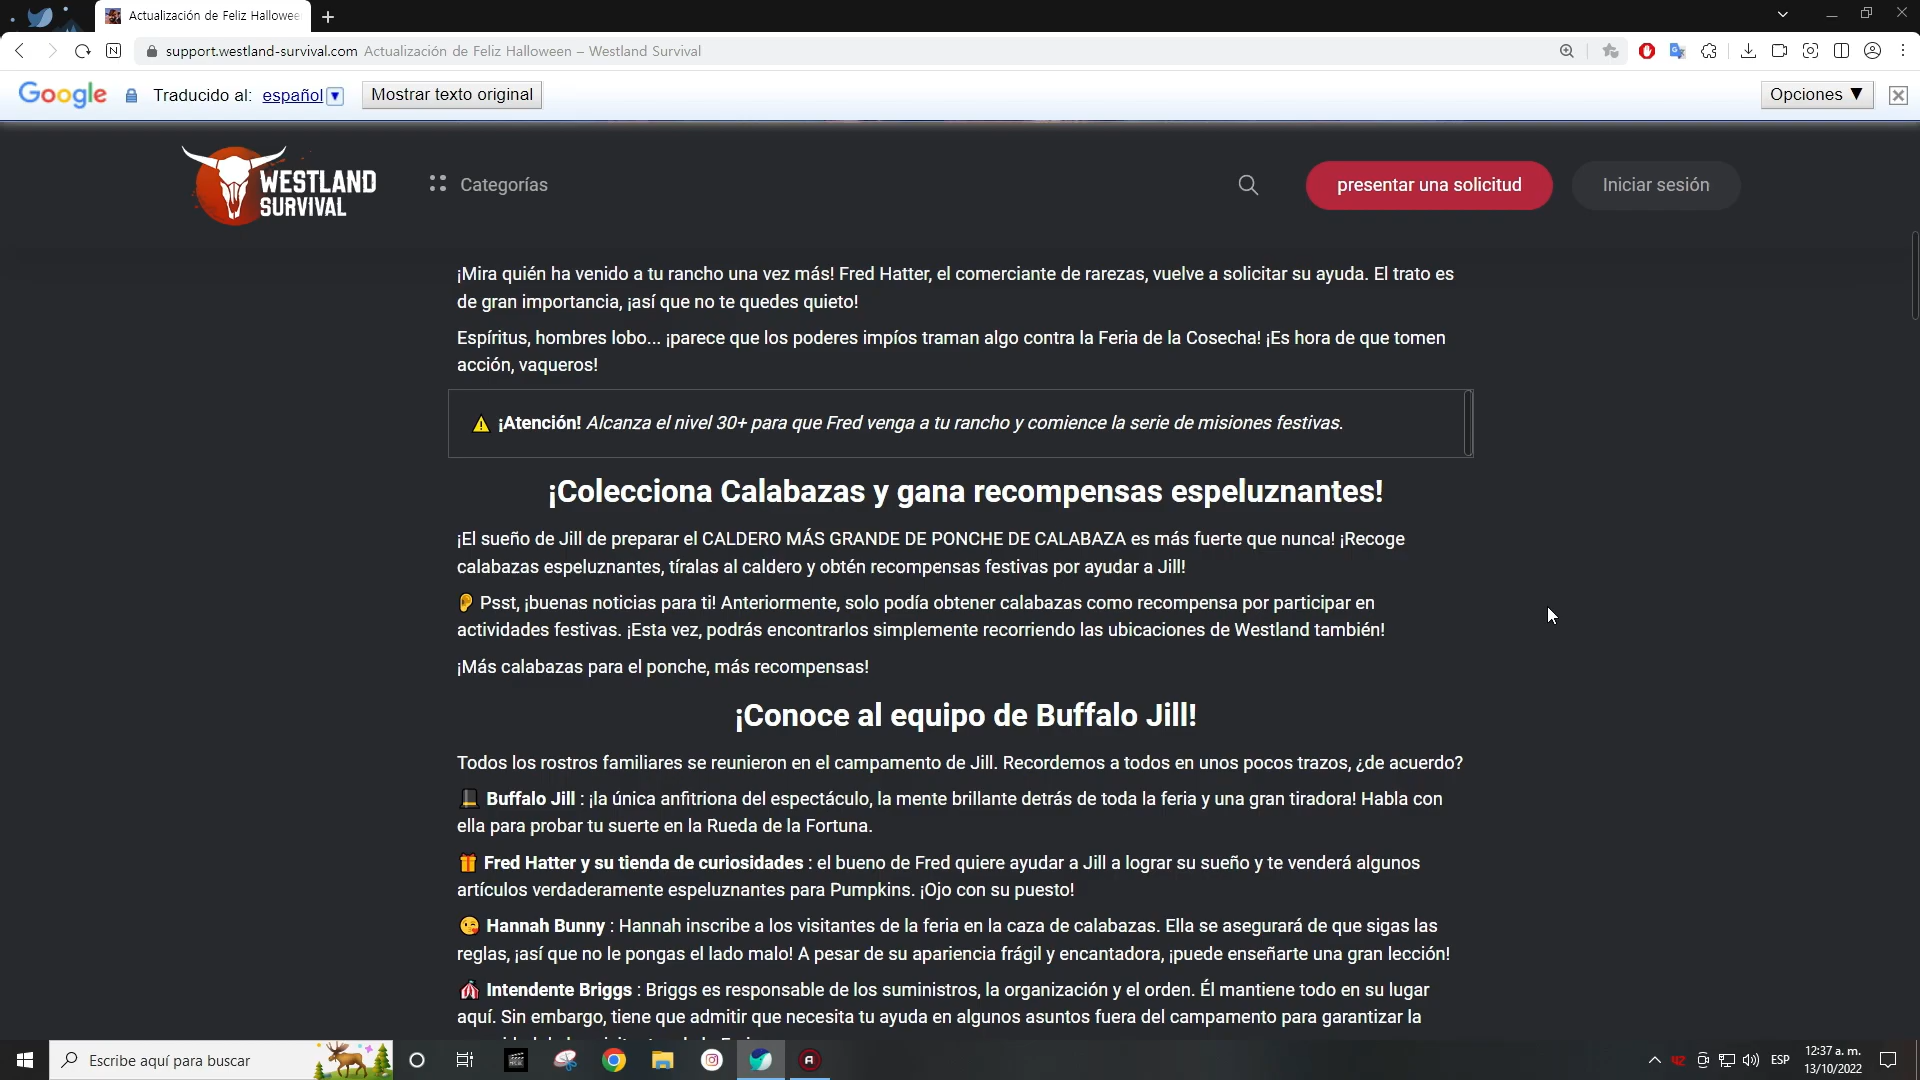 Actualización de Feliz Hallowee
support.westland-survival.com Actualización de Feliz Halloween – Westland Survival
Google Traducido al: español Mostrar texto original Opciones ▼
WESTLAND SURVIVAL
Categorías
presentar una solicitud
Iniciar sesión
¡Mira quién ha venido a tu rancho una vez más! Fred Hatter, el comerciante de rarezas, vuelve a solicitar su ayuda. El trato es
de gran importancia, ¡así que no te quedes quieto!
Espíritus, hombres lobo... ¡parece que los poderes impíos traman algo contra la Feria de la Cosecha! ¡Es hora de que tomen
acción, vaqueros!
⚠️ ¡Atención! Alcanza el nivel 30+ para que Fred venga a tu rancho y comience la serie de misiones festivas.
¡Colecciona Calabazas y gana recompensas espeluznantes!
¡El sueño de Jill de preparar el CALDERO MÁS GRANDE DE PONCHE DE CALABAZA es más fuerte que nunca! ¡Recoge
calabazas espeluznantes, tíralas al caldero y obtén recompensas festivas por ayudar a Jill!
👂 Psst, ¡buenas noticias para ti! Anteriormente, solo podía obtener calabazas como recompensa por participar en
actividades festivas. ¡Esta vez, podrás encontrarlos simplemente recorriendo las ubicaciones de Westland también!
¡Más calabazas para el ponche, más recompensas!
¡Conoce al equipo de Buffalo Jill!
Todos los rostros familiares se reunieron en el campamento de Jill. Recordemos a todos en unos pocos trazos, ¿de acuerdo?
🎩 Buffalo Jill : ¡la única anfitriona del espectáculo, la mente brillante detrás de toda la feria y una gran tiradora! Habla con
ella para probar tu suerte en la Rueda de la Fortuna.
🎁 Fred Hatter y su tienda de curiosidades : el bueno de Fred quiere ayudar a Jill a lograr su sueño y te venderá algunos
artículos verdaderamente espeluznantes para Pumpkins. ¡Ojo con su puesto!
😘 Hannah Bunny : Hannah inscribe a los visitantes de la feria en la caza de calabazas. Ella se asegurará de que sigas las
reglas, ¡así que no le pongas el lado malo! A pesar de su apariencia frágil y encantadora, ¡puede enseñarte una gran lección!
🎪 Intendente Briggs : Briggs es responsable de los suministros, la organización y el orden. Él mantiene todo en su lugar
aquí. Sin embargo, tiene que admitir que necesita tu ayuda en algunos asuntos fuera del campamento para garantizar la
Escribe aquí para buscar
ESP
12:37 a. m.
13/10/2022